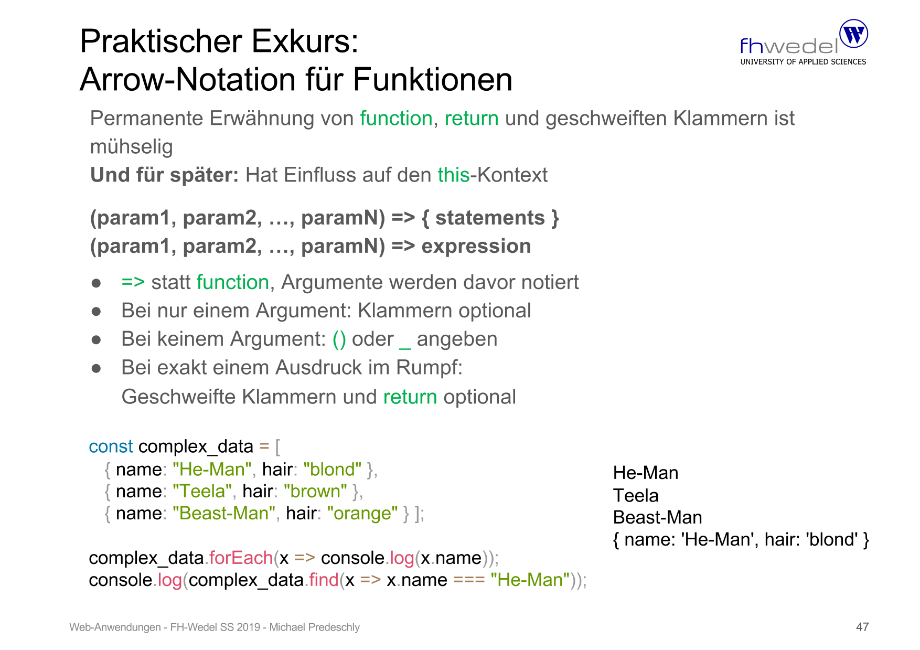 Praktischer Exkurs:
Arrow-Notation für Funktionen
fhwedel
W
UNIVERSITY OF APPLIED SCIENCES
Permanente Erwähnung von function, return und geschweiften Klammern ist
mühselig
Und für später: Hat Einfluss auf den this-Kontext
(param1, param2, …, paramN) => { statements }
(param1, param2, …, paramN) => expression
● => statt function, Argumente werden davor notiert
● Bei nur einem Argument: Klammern optional
● Bei keinem Argument: () oder _ angeben
● Bei exakt einem Ausdruck im Rumpf:
Geschweifte Klammern und return optional
const complex_data = [
{ name: "He-Man", hair: "blond" },
{ name: "Teela", hair: "brown" },
{ name: "Beast-Man", hair: "orange" } ];
complex_data.forEach(x => console.log(x.name));
console.log(complex_data.find(x => x.name === "He-Man"));
He-Man
Teela
Beast-Man
{ name: 'He-Man', hair: 'blond' }
Web-Anwendungen - FH-Wedel SS 2019 - Michael Predeschly
47